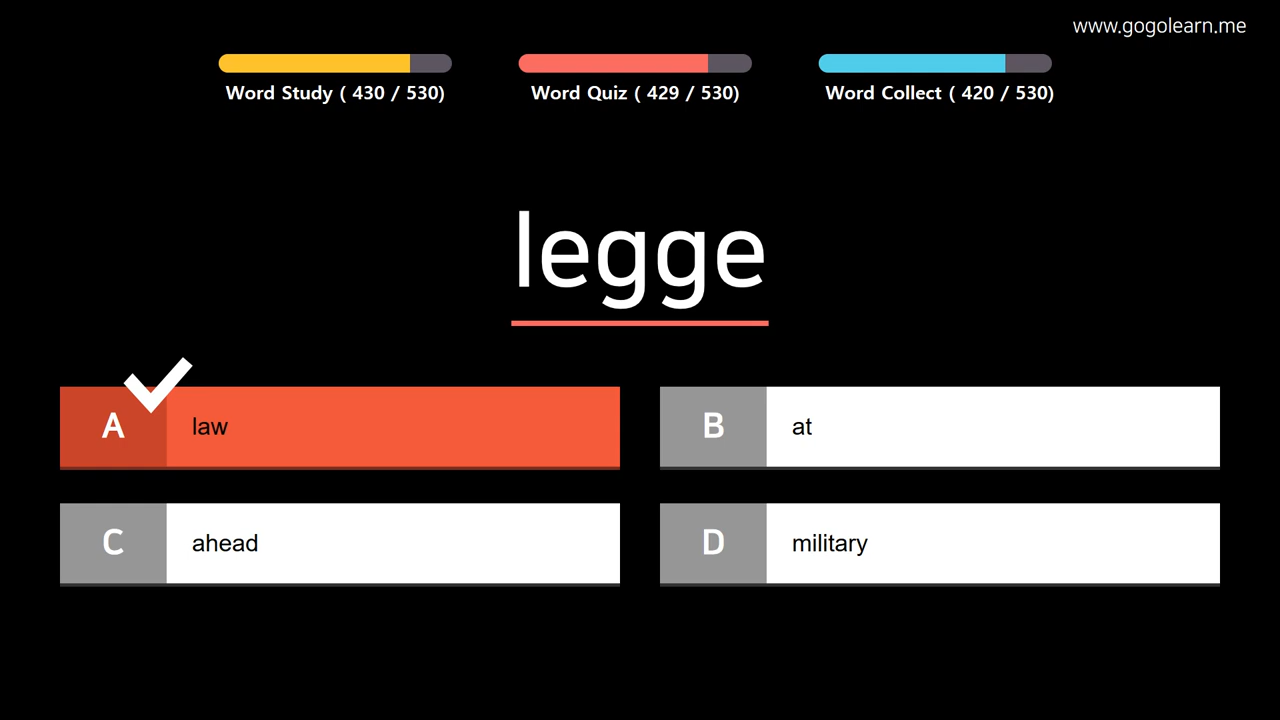 www.gogolearn.me
Word Study ( 430 / 530)
Word Quiz ( 429 / 530)
Word Collect ( 420 / 530)
legge
A law
B at
C ahead
D military